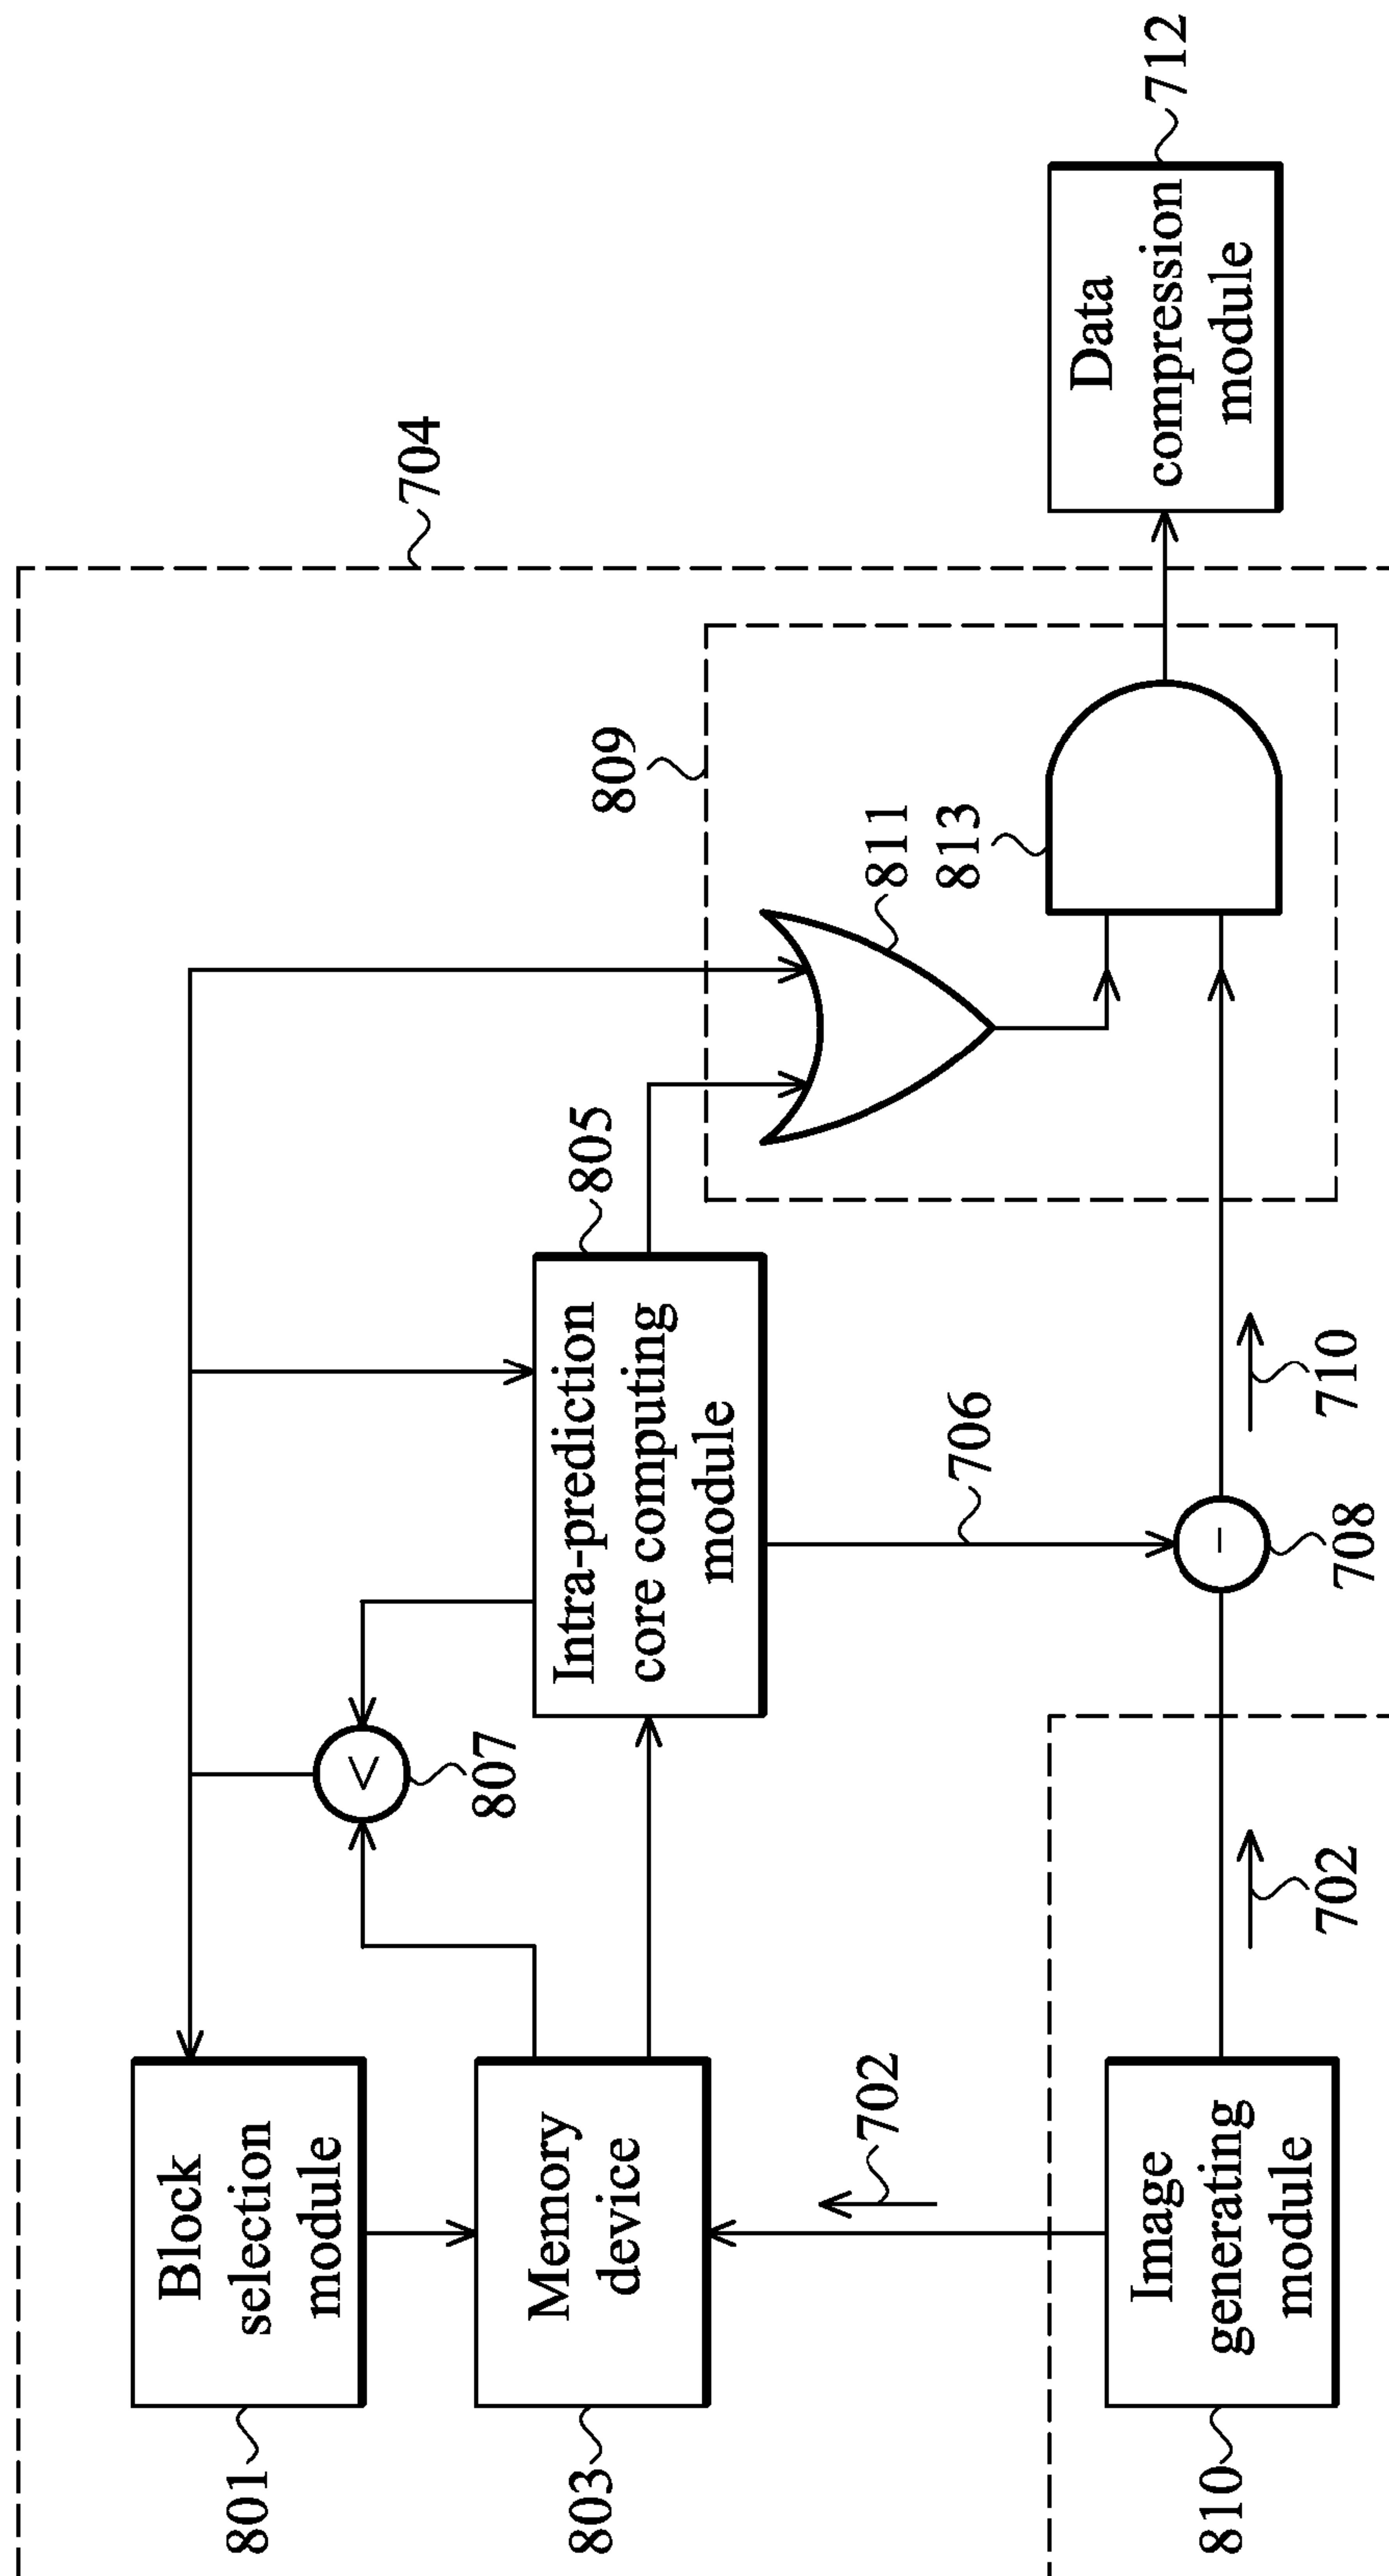 704
801
Block
selection
module
807
<
803
Memory
device
805
Intra-prediction
core computing
module
809
811
813
702
706
810
Image
generating
module
702
708
−
710
Data
compression
module
712